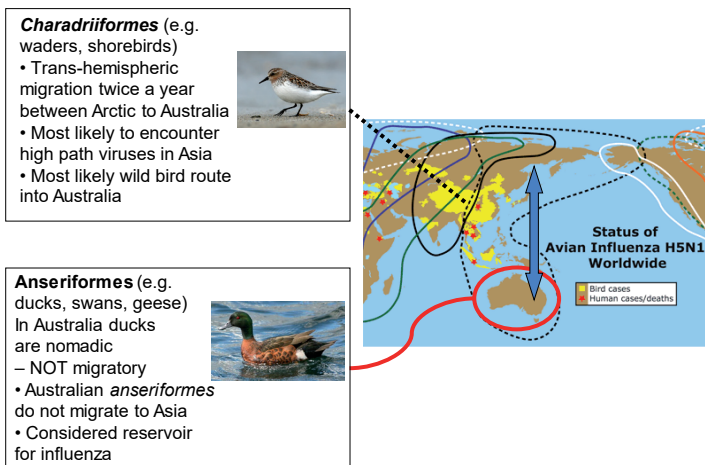 Charadriiformes (e.g.
waders, shorebirds)
• Trans-hemispheric
migration twice a year
between Arctic to Australia
• Most likely to encounter
high path viruses in Asia
• Most likely wild bird route
into Australia
Anseriformes (e.g.
ducks, swans, geese)
In Australia ducks
are nomadic
– NOT migratory
• Australian anseriformes
do not migrate to Asia
• Considered reservoir
for influenza
Status of
Avian Influenza H5N1
Worldwide
Bird cases
Human cases/deaths